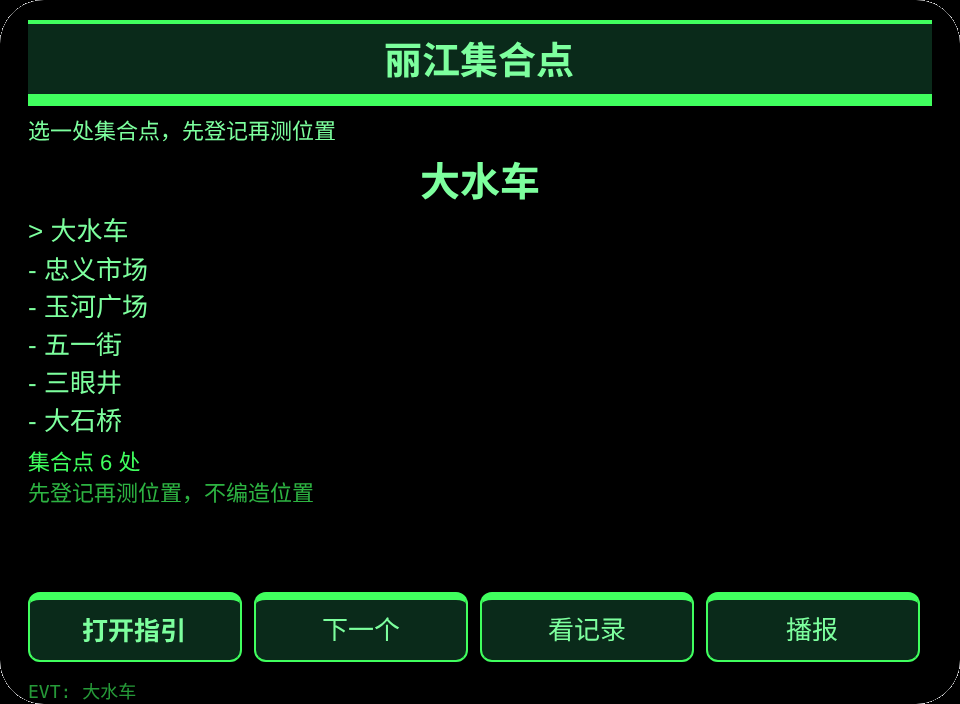 丽江集合点
选一处集合点，先登记再测位置
大水车
> 大水车
- 忠义市场
- 玉河广场
- 五一街
- 三眼井
- 大石桥
集合点 6 处
先登记再测位置，不编造位置
打开指引
下一个
看记录
播报
EVT: 大水车